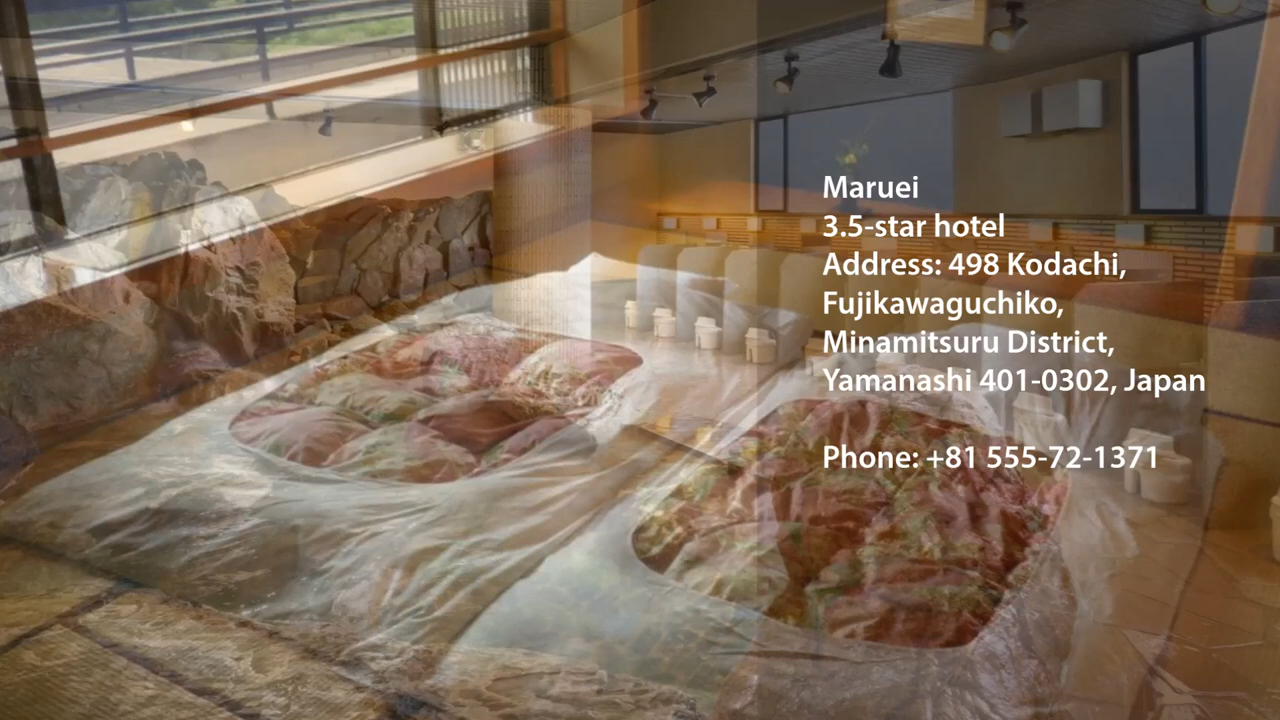 Maruei
3.5-star hotel
Address: 498 Kodachi,
Fujikawaguchiko,
Minamitsuru District,
Yamanashi 401-0302, Japan
Phone: +81 555-72-1371